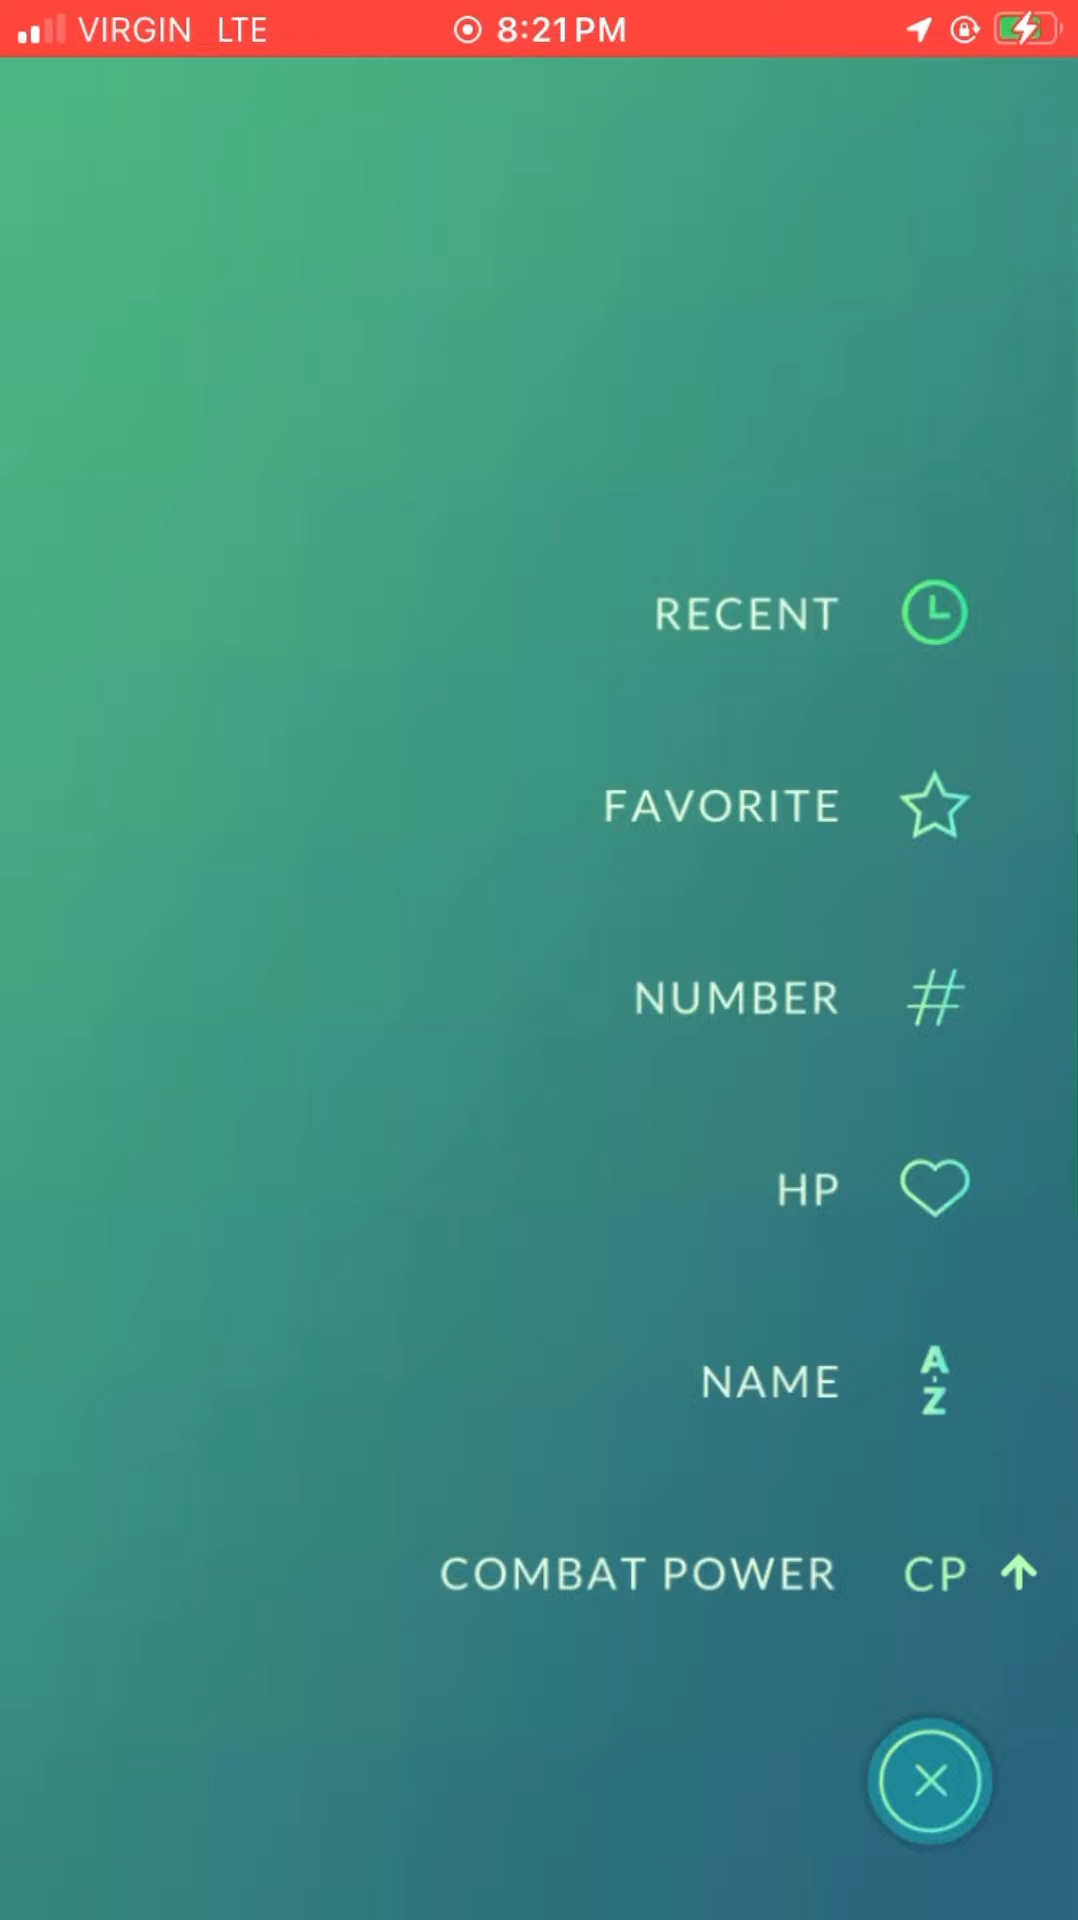 VIRGIN LTE 8:21 PM
RECENT
FAVORITE
NUMBER #
HP
NAME A-Z
COMBAT POWER CP